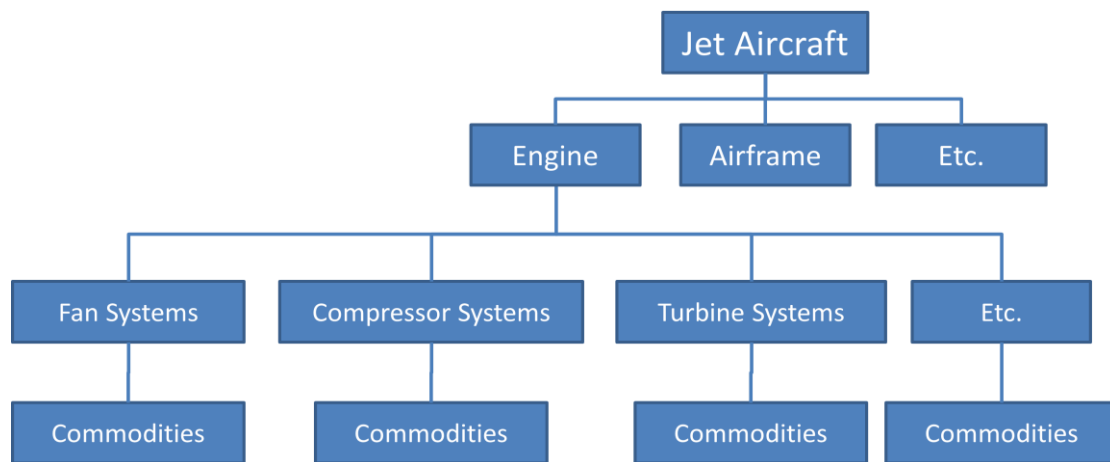 Jet Aircraft
Engine
Airframe
Etc.
Fan Systems
Compressor Systems
Turbine Systems
Etc.
Commodities
Commodities
Commodities
Commodities